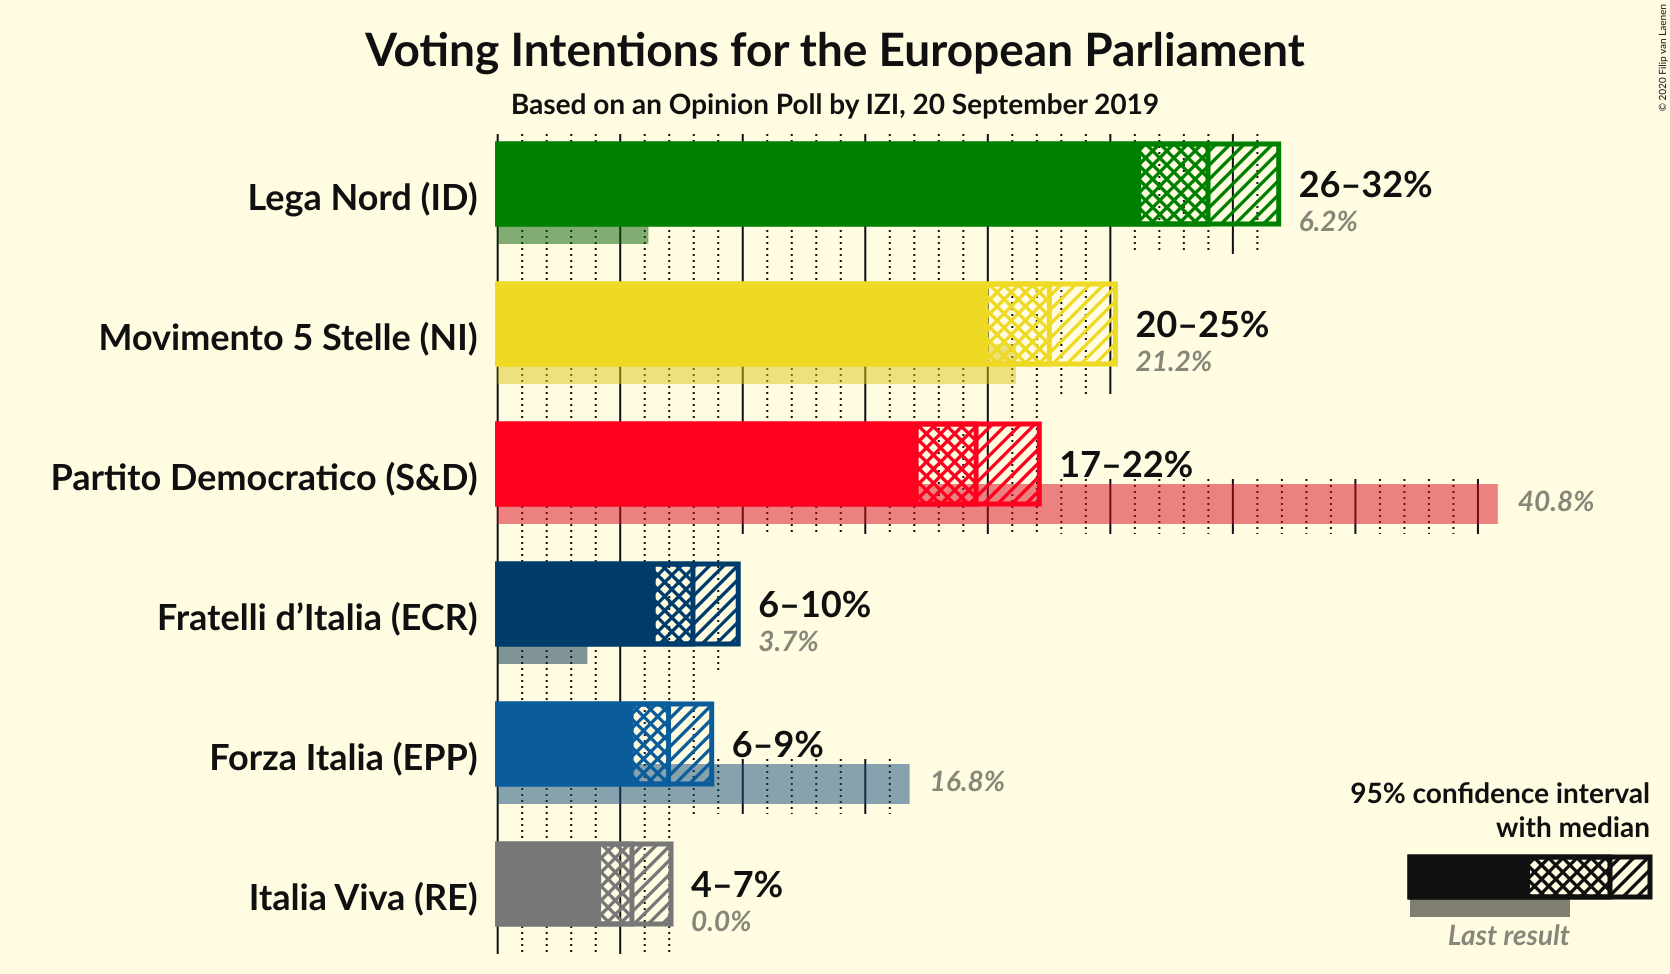 Voting Intentions for the European Parliament
Based on an Opinion Poll by IZI, 20 September 2019
© 2020 Filip van Laenen
Lega Nord (ID)
26–32%
6.2%
Movimento 5 Stelle (NI)
20–25%
21.2%
Partito Democratico (S&D)
17–22%
40.8%
Fratelli d’Italia (ECR)
6–10%
3.7%
Forza Italia (EPP)
6–9%
16.8%
Italia Viva (RE)
4–7%
0.0%
95% confidence interval
with median
Last result